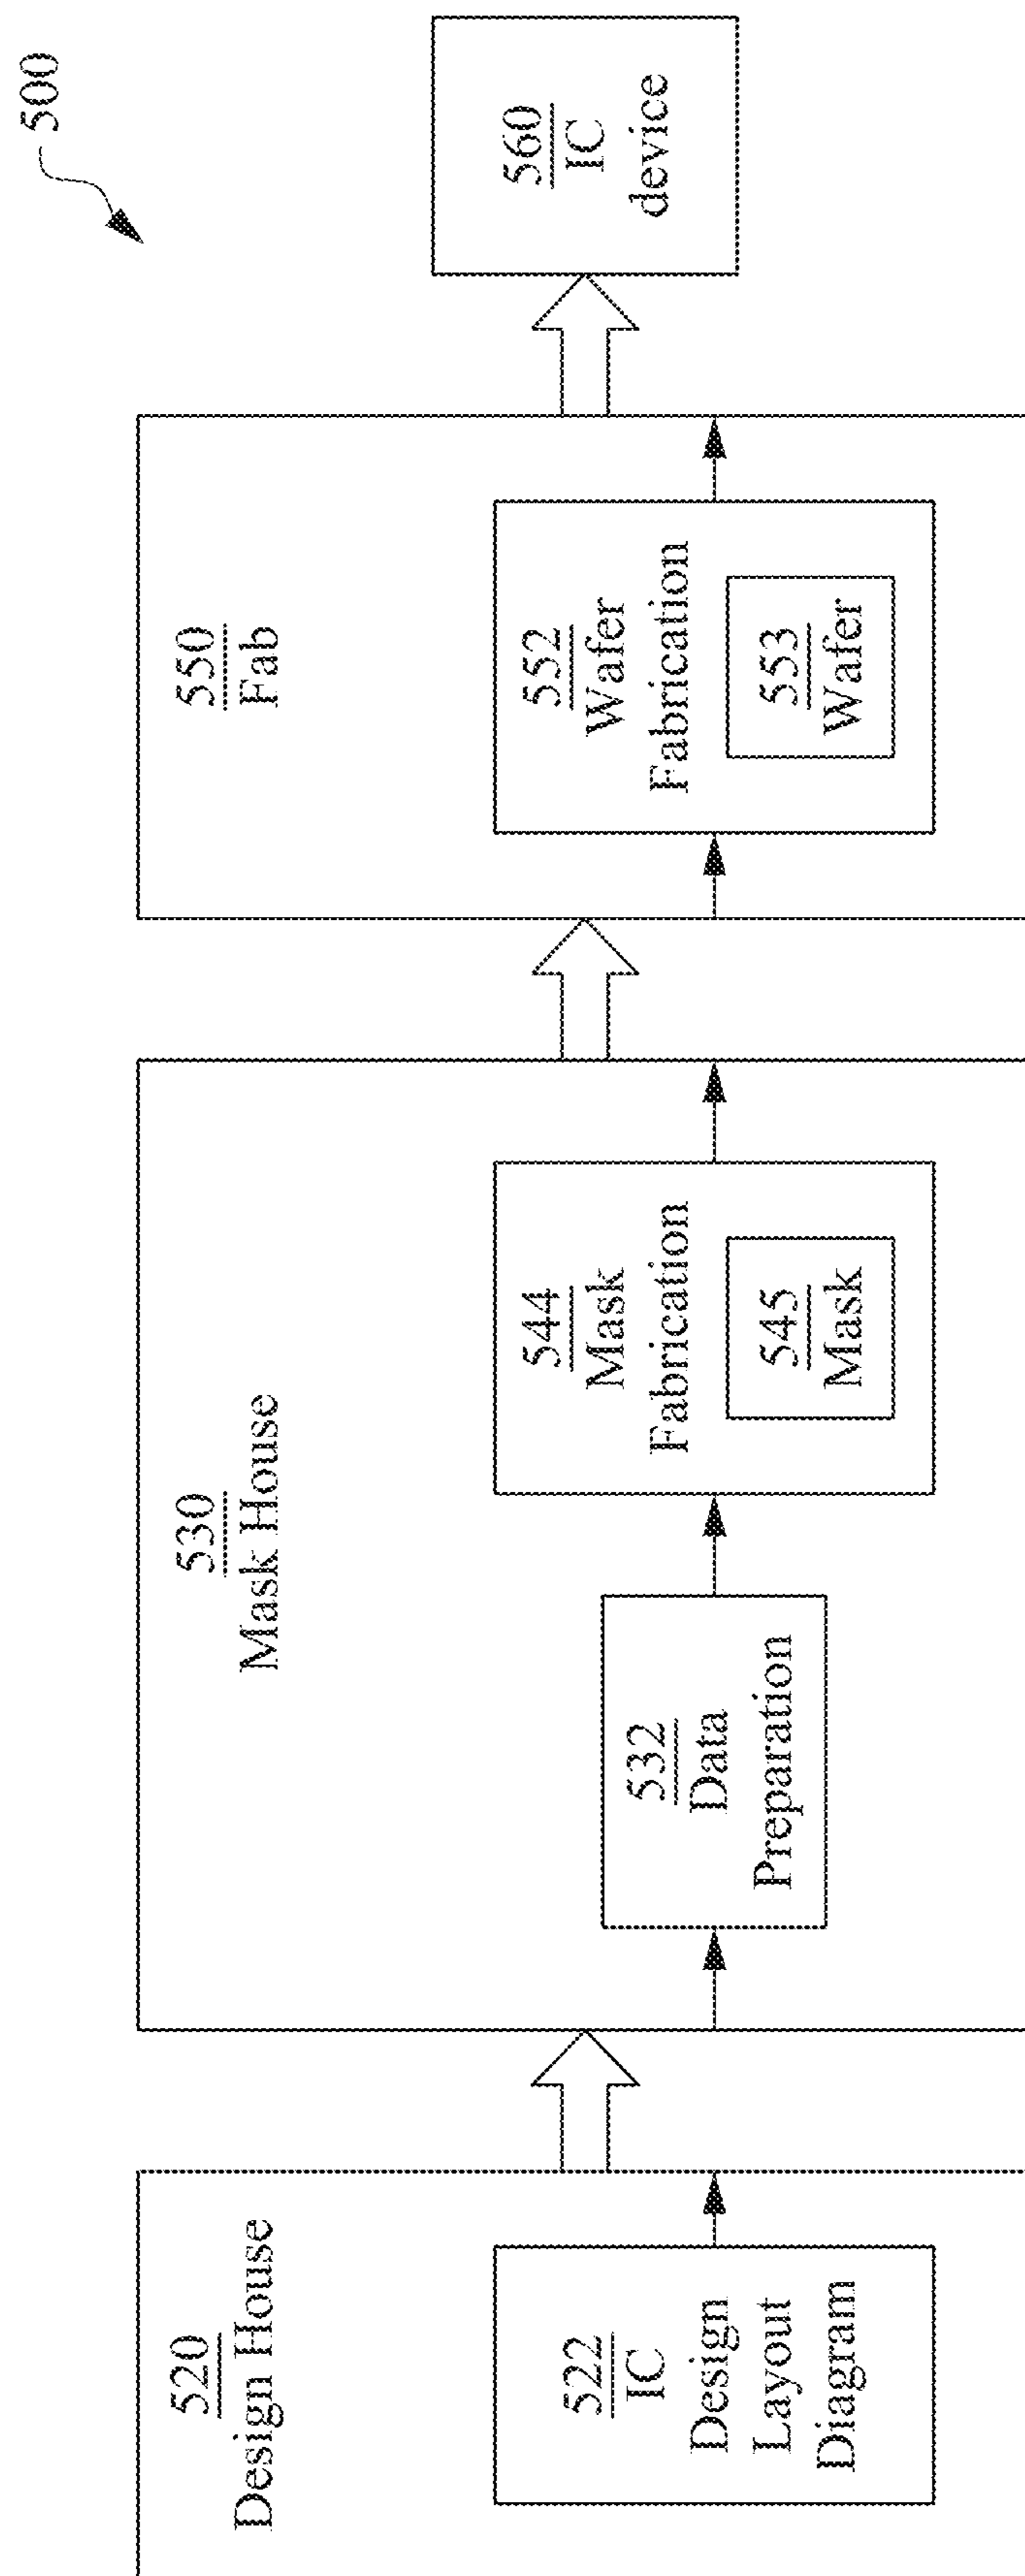 500
520
Design House
522
IC
Design
Layout
Diagram
530
Mask House
532
Data
Preparation
544
Mask
Fabrication
545
Mask
550
Fab
552
Wafer
Fabrication
553
Wafer
560
IC
device